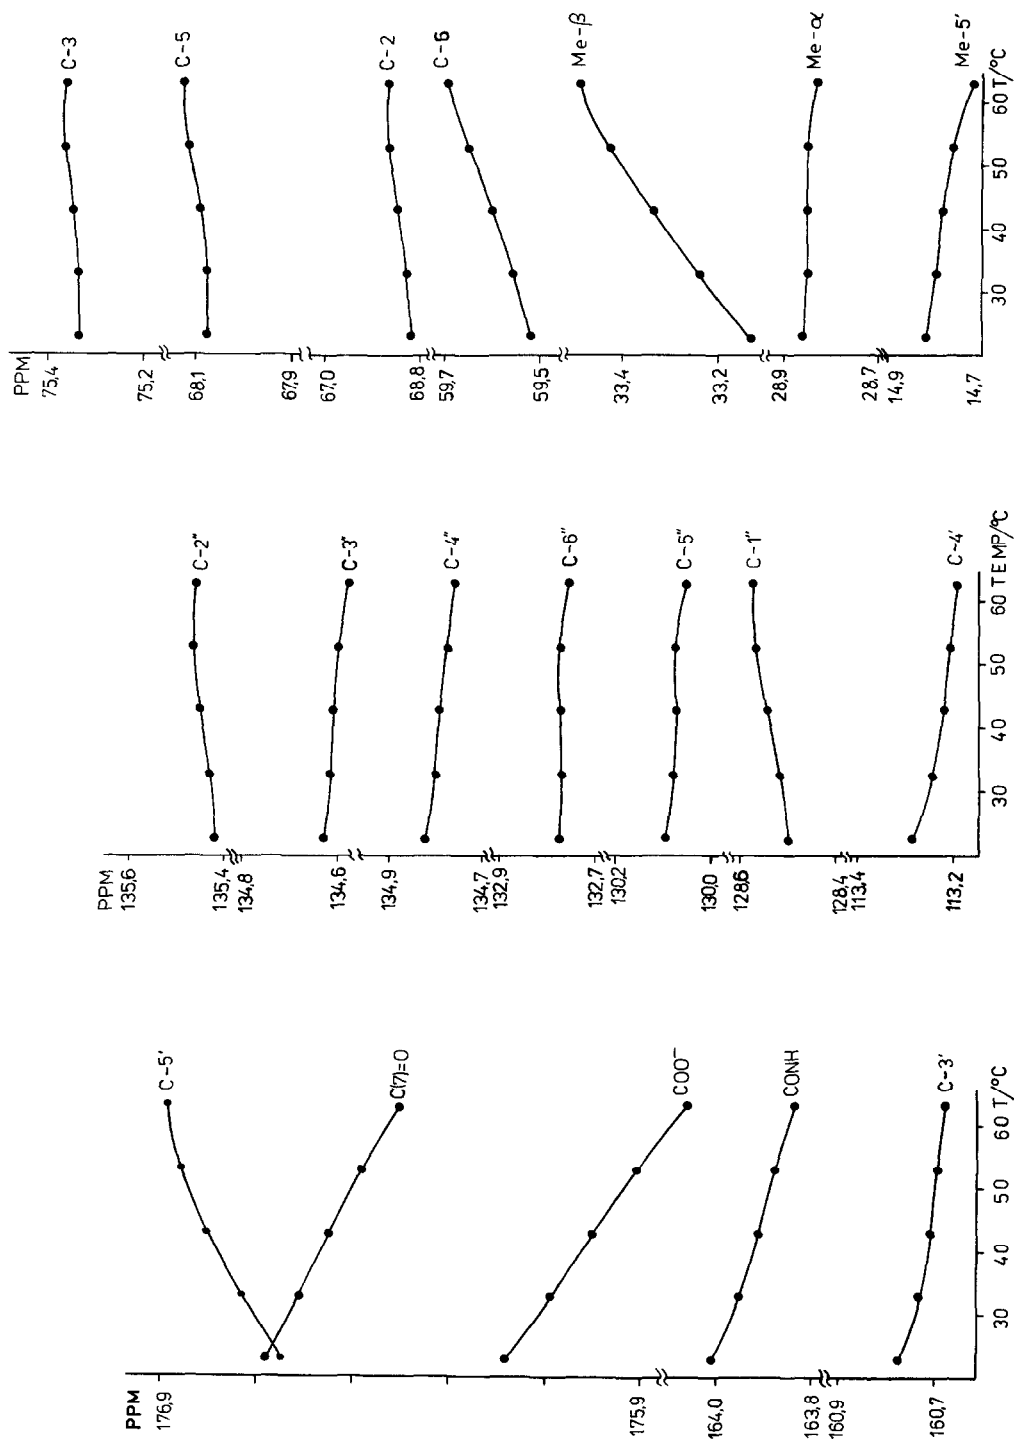 PPM
75,4
75,2
68,1
67,9
67,0
68,8
59,7
59,5
33,4
33,2
28,9
28,7
14,9
14,7
C-3
C-5
C-2
C-6
Me-β
Me-α
Me-5'
30
40
50
60 T/°C
PPM
135,6
135,4
134,8
134,6
134,9
134,7
132,9
132,7
130,2
130,0
128,6
128,4
113,4
113,2
C-2"
C-3"
C-4"
C-6"
C-5"
C-1"
C-4'
30
40
50
60 TEMP/°C
PPM
176,9
175,9
164,0
163,8
160,9
160,7
C-5'
C(7)=O
COO⁻
CONH
C-3'
30
40
50
60 T/°C